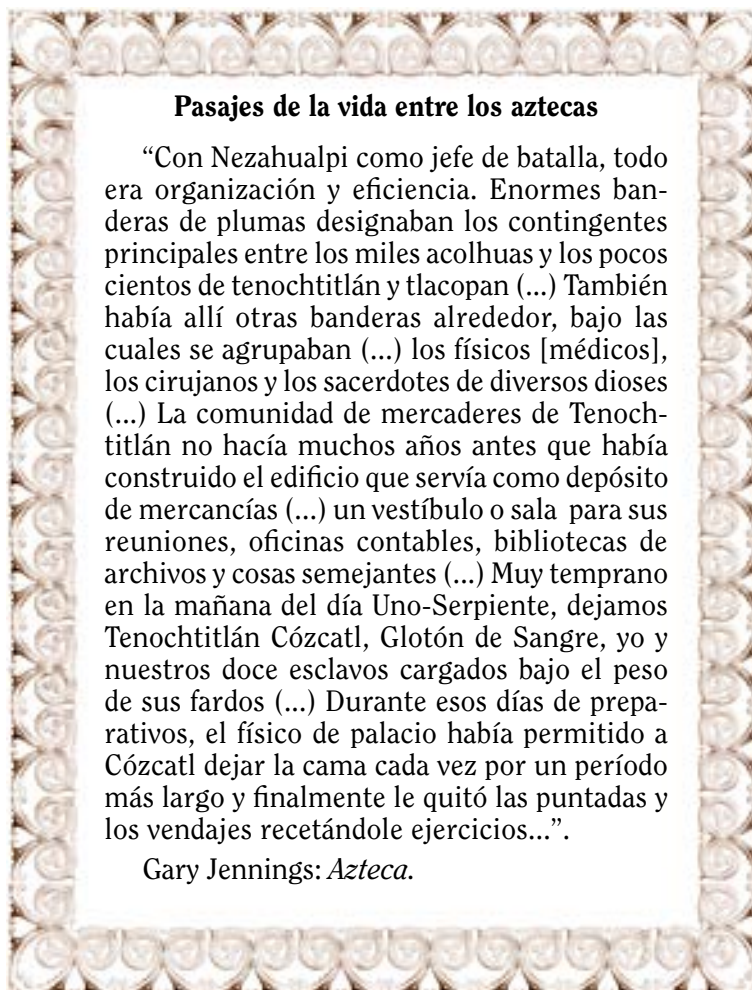 Pasajes de la vida entre los aztecas
“Con Nezahualpi como jefe de batalla, todo
era organización y eficiencia. Enormes ban-
deras de plumas designaban los contingentes
principales entre los miles acolhuas y los pocos
cientos de tenochtitlán y tlacopan (...) También
había allí otras banderas alrededor, bajo las
cuales se agrupaban (...) los físicos [médicos],
los cirujanos y los sacerdotes de diversos dioses
(...) La comunidad de mercaderes de Tenoch-
titlán no hacía muchos años antes que había
construido el edificio que servía como depósito
de mercancías (...) un vestíbulo o sala para sus
reuniones, oficinas contables, bibliotecas de
archivos y cosas semejantes (...) Muy temprano
en la mañana del día Uno-Serpiente, dejamos
Tenochtitlán Cózcatl, Glotón de Sangre, yo y
nuestros doce esclavos cargados bajo el peso
de sus fardos (...) Durante esos días de prepa-
rativos, el físico de palacio había permitido a
Cózcatl dejar la cama cada vez por un período
más largo y finalmente le quitó las puntadas y
los vendajes recetándole ejercicios...”.
Gary Jennings: Azteca.